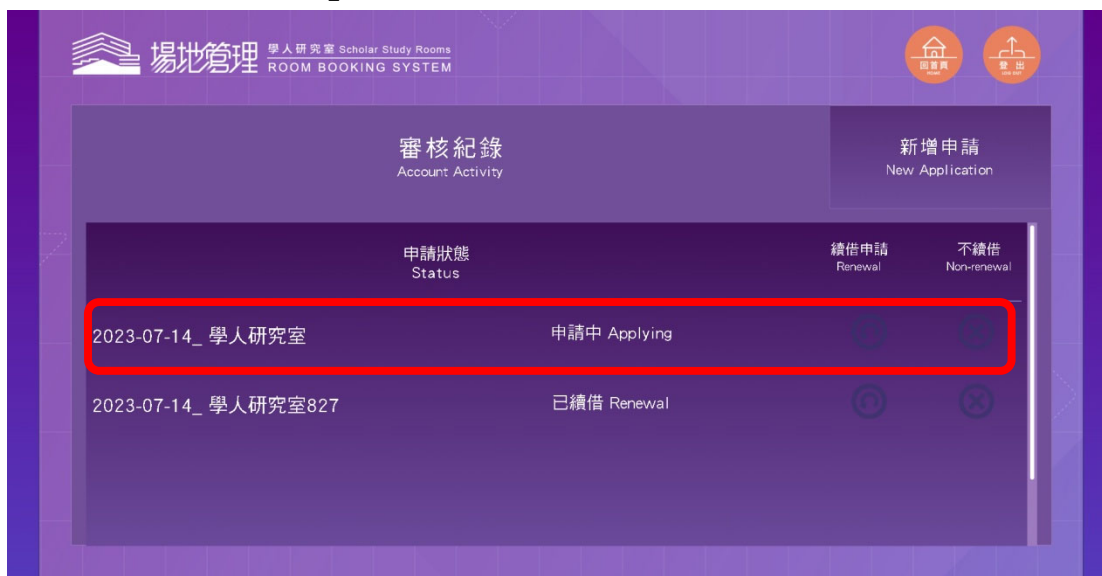 場地管理 學人研究室 Scholar Study Rooms
ROOM BOOKING SYSTEM
回首頁
HOME
登出
LOG OUT
審核紀錄
Account Activity
新增申請
New Application
申請狀態
Status
續借申請
Renewal
不續借
Non-renewal
2023-07-14_ 學人研究室 申請中 Applying
2023-07-14_ 學人研究室827 已續借 Renewal